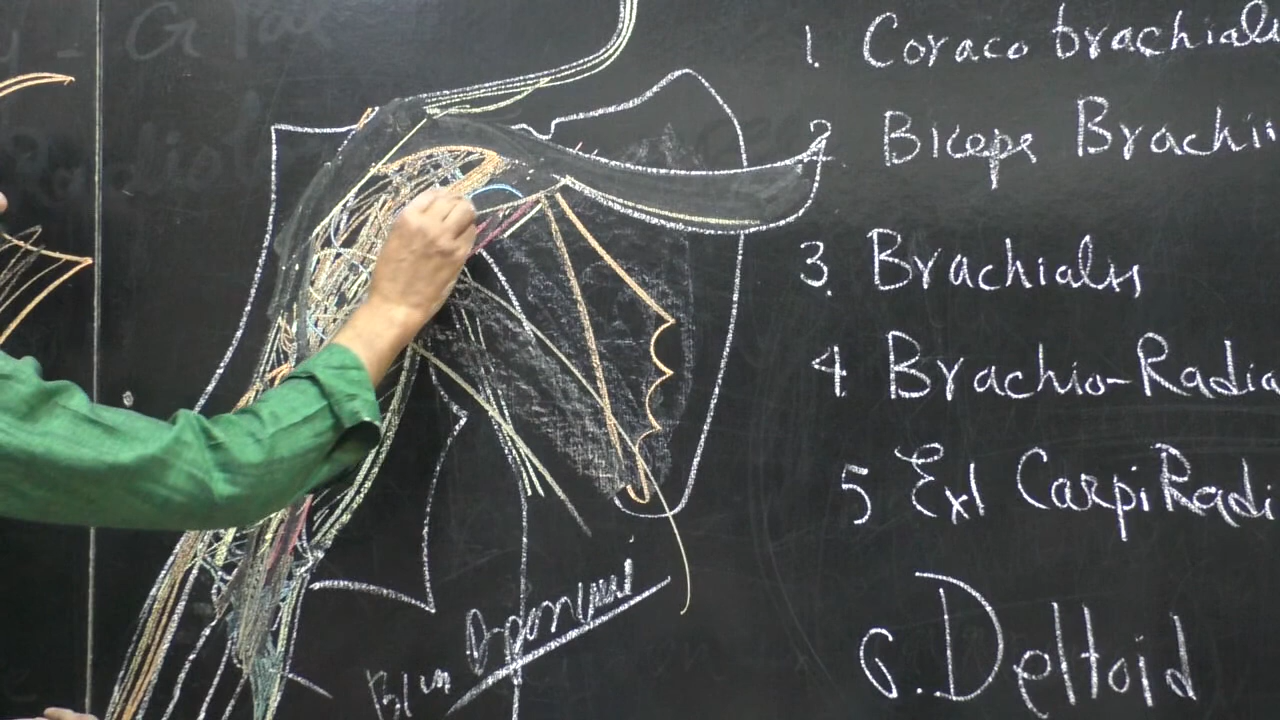 1. Coraco brachiali
2 Biceps Brachii
3. Brachialis
4 Brachio-Radia
5 Ext Carpi Radi
6. Deltoid